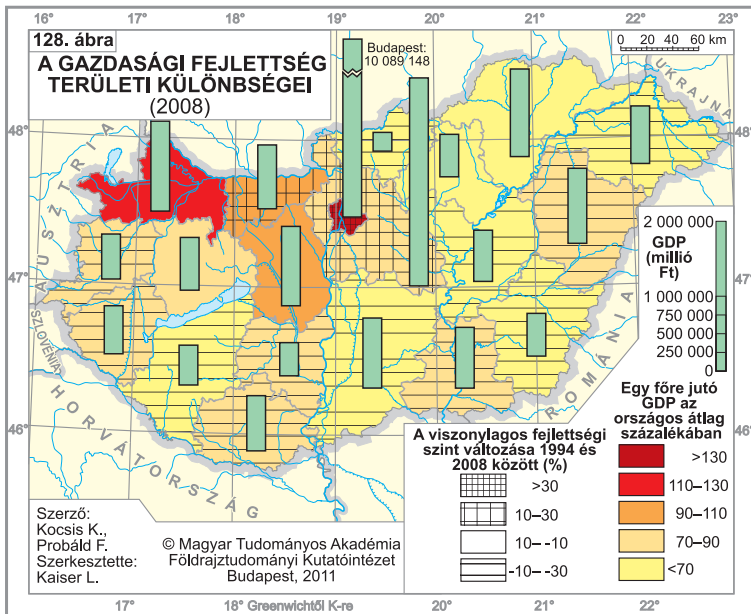 16° 17° 18° 19° 20° 21° 22° 23°
128. ábra
A GAZDASÁGI FEJLETTSÉG
TERÜLETI KÜLÖNBSÉGEI
(2008)
Budapest:
10 089 148
0 20 40 60 km
UKRAJNA
48° 48°
AUSZTRIA
2 000 000
GDP
(millió
Ft)
1 000 000
750 000
500 000
250 000
0
47° 47°
SZLOVÉNIA
ROMÁNIA
HORVÁTORSZÁG
46° 46°
Egy főre jutó
GDP az
országos átlag
százalékában
>130
110–130
90–110
70–90
<70
A viszonylagos fejlettségi
szint változása 1994 és
2008 között (%)
>30
10–30
10– -10
-10– -30
Szerző:
Kocsis K.,
Probáld F.
Szerkesztette:
Kaiser L.
© Magyar Tudományos Akadémia
Földrajztudományi Kutatóintézet
Budapest, 2011
17° 18° Greenwichtől K-re 20° 21° 22°